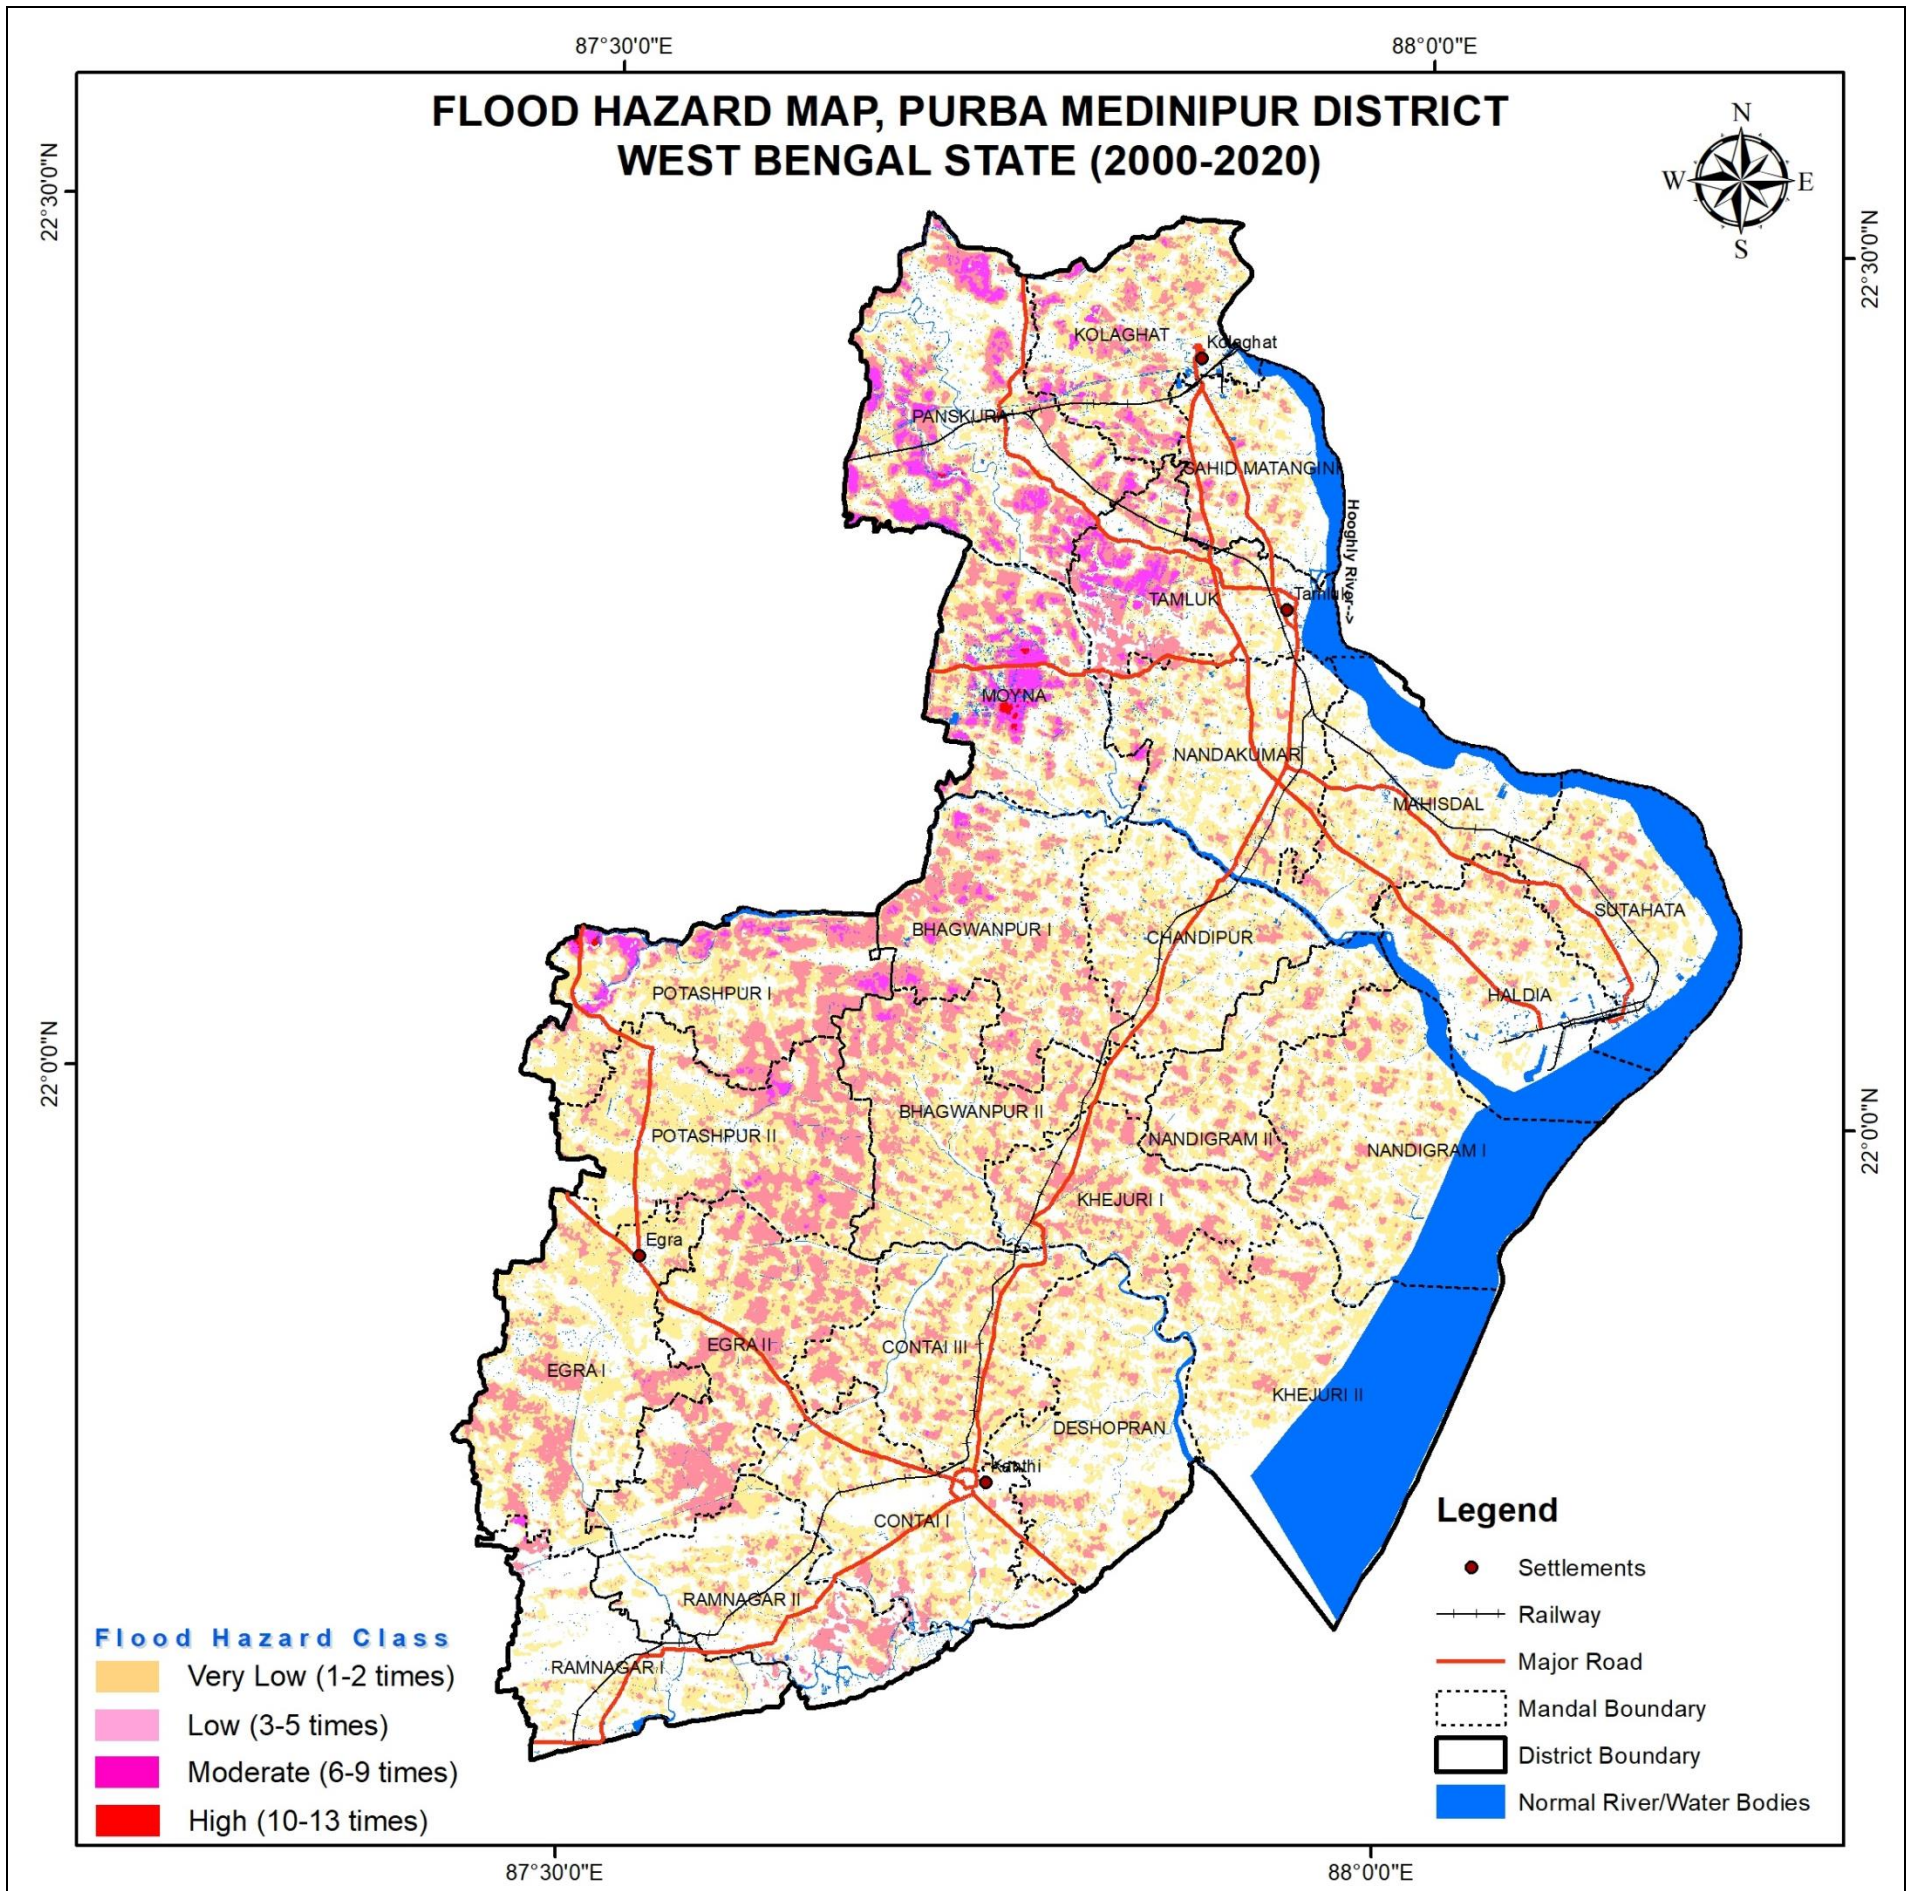 87°30'0"E
88°0'0"E
FLOOD HAZARD MAP, PURBA MEDINIPUR DISTRICT
WEST BENGAL STATE (2000-2020)
N
W
E
S
22°30'0"N
22°30'0"N
KOLAGHAT
Kolaghat
PANSKURA
SAHID MATANGINI
Hooghly River-->
TAMLUK
Tamluk
MOYNA
NANDAKUMAR
MAHISDAL
SUTAHATA
BHAGWANPUR I
CHANDIPUR
POTASHPUR I
HALDIA
22°0'0"N
22°0'0"N
BHAGWANPUR II
POTASHPUR II
NANDIGRAM II
NANDIGRAM I
KHEJURI I
Egra
EGRA II
CONTAI III
EGRA I
KHEJURI II
DESHOPRAN
Kanthi
CONTAI I
RAMNAGAR II
RAMNAGAR I
Flood Hazard Class
Very Low (1-2 times)
Low (3-5 times)
Moderate (6-9 times)
High (10-13 times)
Legend
Settlements
Railway
Major Road
Mandal Boundary
District Boundary
Normal River/Water Bodies
87°30'0"E
88°0'0"E